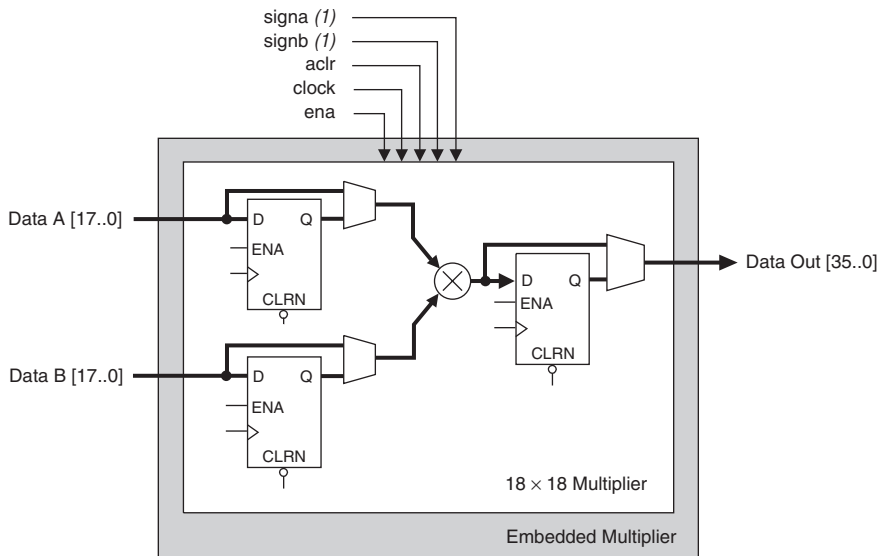 signa (1)
signb (1)
aclr
clock
ena
Data A [17..0]
D Q
ENA
CLRN
Data B [17..0]
D Q
ENA
CLRN
D Q
ENA
CLRN
Data Out [35..0]
18 × 18 Multiplier
Embedded Multiplier